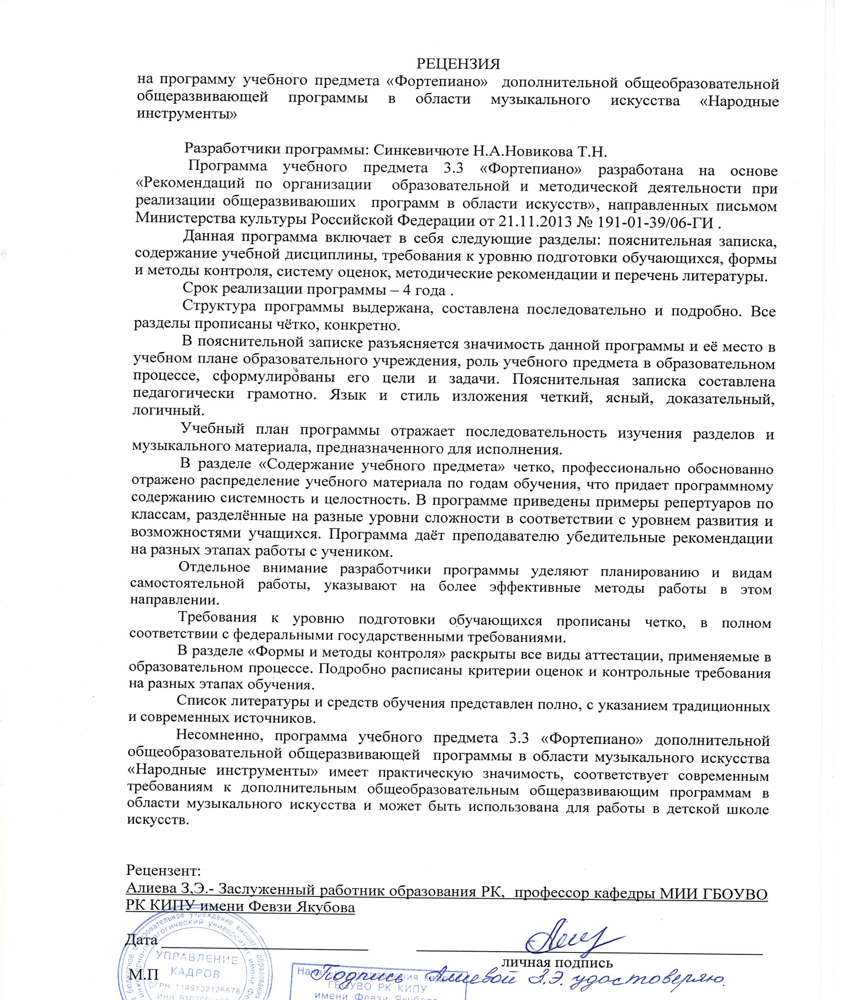 РЕЦЕНЗИЯ
на программу учебного предмета «Фортепиано» дополнительной общеобразовательной
общеразвивающей программы в области музыкального искусства «Народные
инструменты»
Разработчики программы: Синкевичюте Н.А.Новикова Т.Н.
Программа учебного предмета 3.3 «Фортепиано» разработана на основе
«Рекомендаций по организации образовательной и методической деятельности при
реализации общеразвиваюших программ в области искусств», направленных письмом
Министерства культуры Российской Федерации от 21.11.2013 № 191-01-39/06-ГИ .
Данная программа включает в себя следующие разделы: пояснительная записка,
содержание учебной дисциплины, требования к уровню подготовки обучающихся, формы
и методы контроля, систему оценок, методические рекомендации и перечень литературы.
Срок реализации программы – 4 года .
Структура программы выдержана, составлена последовательно и подробно. Все
разделы прописаны чётко, конкретно.
В пояснительной записке разъясняется значимость данной программы и её место в
учебном плане образовательного учреждения, роль учебного предмета в образовательном
процессе, сформулированы его цели и задачи. Пояснительная записка составлена
педагогически грамотно. Язык и стиль изложения четкий, ясный, доказательный,
логичный.
Учебный план программы отражает последовательность изучения разделов и
музыкального материала, предназначенного для исполнения.
В разделе «Содержание учебного предмета» четко, профессионально обоснованно
отражено распределение учебного материала по годам обучения, что придает программному
содержанию системность и целостность. В программе приведены примеры репертуаров по
классам, разделённые на разные уровни сложности в соответствии с уровнем развития и
возможностями учащихся. Программа даёт преподавателю убедительные рекомендации
на разных этапах работы с учеником.
Отдельное внимание разработчики программы уделяют планированию и видам
самостоятельной работы, указывают на более эффективные методы работы в этом
направлении.
Требования к уровню подготовки обучающихся прописаны четко, в полном
соответствии с федеральными государственными требованиями.
В разделе «Формы и методы контроля» раскрыты все виды аттестации, применяемые в
образовательном процессе. Подробно расписаны критерии оценок и контрольные требования
на разных этапах обучения.
Список литературы и средств обучения представлен полно, с указанием традиционных
и современных источников.
Несомненно, программа учебного предмета 3.3 «Фортепиано» дополнительной
общеобразовательной общеразвивающей программы в области музыкального искусства
«Народные инструменты» имеет практическую значимость, соответствует современным
требованиям к дополнительным общеобразовательным общеразвивающим программам в
области музыкального искусства и может быть использована для работы в детской школе
искусств.
Рецензент:
Алиева З,Э.- Заслуженный работник образования РК, профессор кафедры МИИ ГБОУВО
РК КИПУ имени Февзи Якубова
Дата
личная подпись
М.П
Подпись Алиевой З.Э. удостоверяю.
бюджетное образовательное учреждение высшего образования
педагогический университет имени
УПРАВЛЕНИЕ
КАДРОВ
ОГРН 1149102126678
ИНН
Начальник управления кадров
ГБОУВО РК КИПУ
имени Февзи Якубова